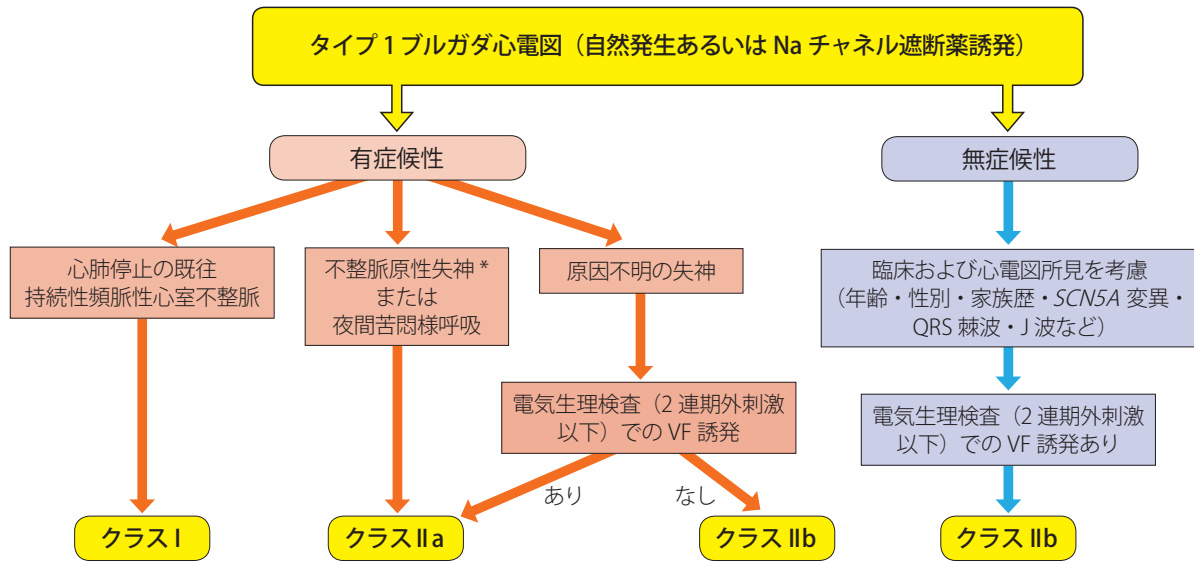 タイプ 1 ブルガダ心電図（自然発生あるいは Na チャネル遮断薬誘発）
有症候性
無症候性
心肺停止の既往
持続性頻脈性心室不整脈
不整脈原性失神 *
または
夜間苦悶様呼吸
原因不明の失神
臨床および心電図所見を考慮
（年齢・性別・家族歴・SCN5A 変異・
QRS 棘波・J 波など）
電気生理検査（2 連期外刺激
以下）での VF 誘発
電気生理検査（2 連期外刺激
以下）での VF 誘発あり
あり
なし
クラス I
クラス IIa
クラス IIb
クラス IIb